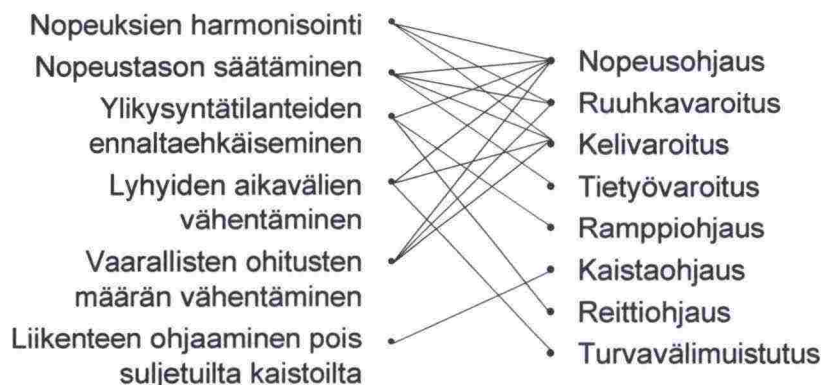 Nopeuksien harmonisointi
Nopeustason säätäminen
Ylikysyntätilanteiden
ennaltaehkäiseminen
Lyhyiden aikavälien
vähentäminen
Vaarallisten ohitusten
määrän vähentäminen
Liikenteen ohjaaminen pois
suljetuilta kaistoilta
Nopeusohjaus
Ruuhkavaroitus
Kelivaroitus
Tietyövaroitus
Ramppiohjaus
Kaistaohjaus
Reittiohjaus
Turvavälimuistutus